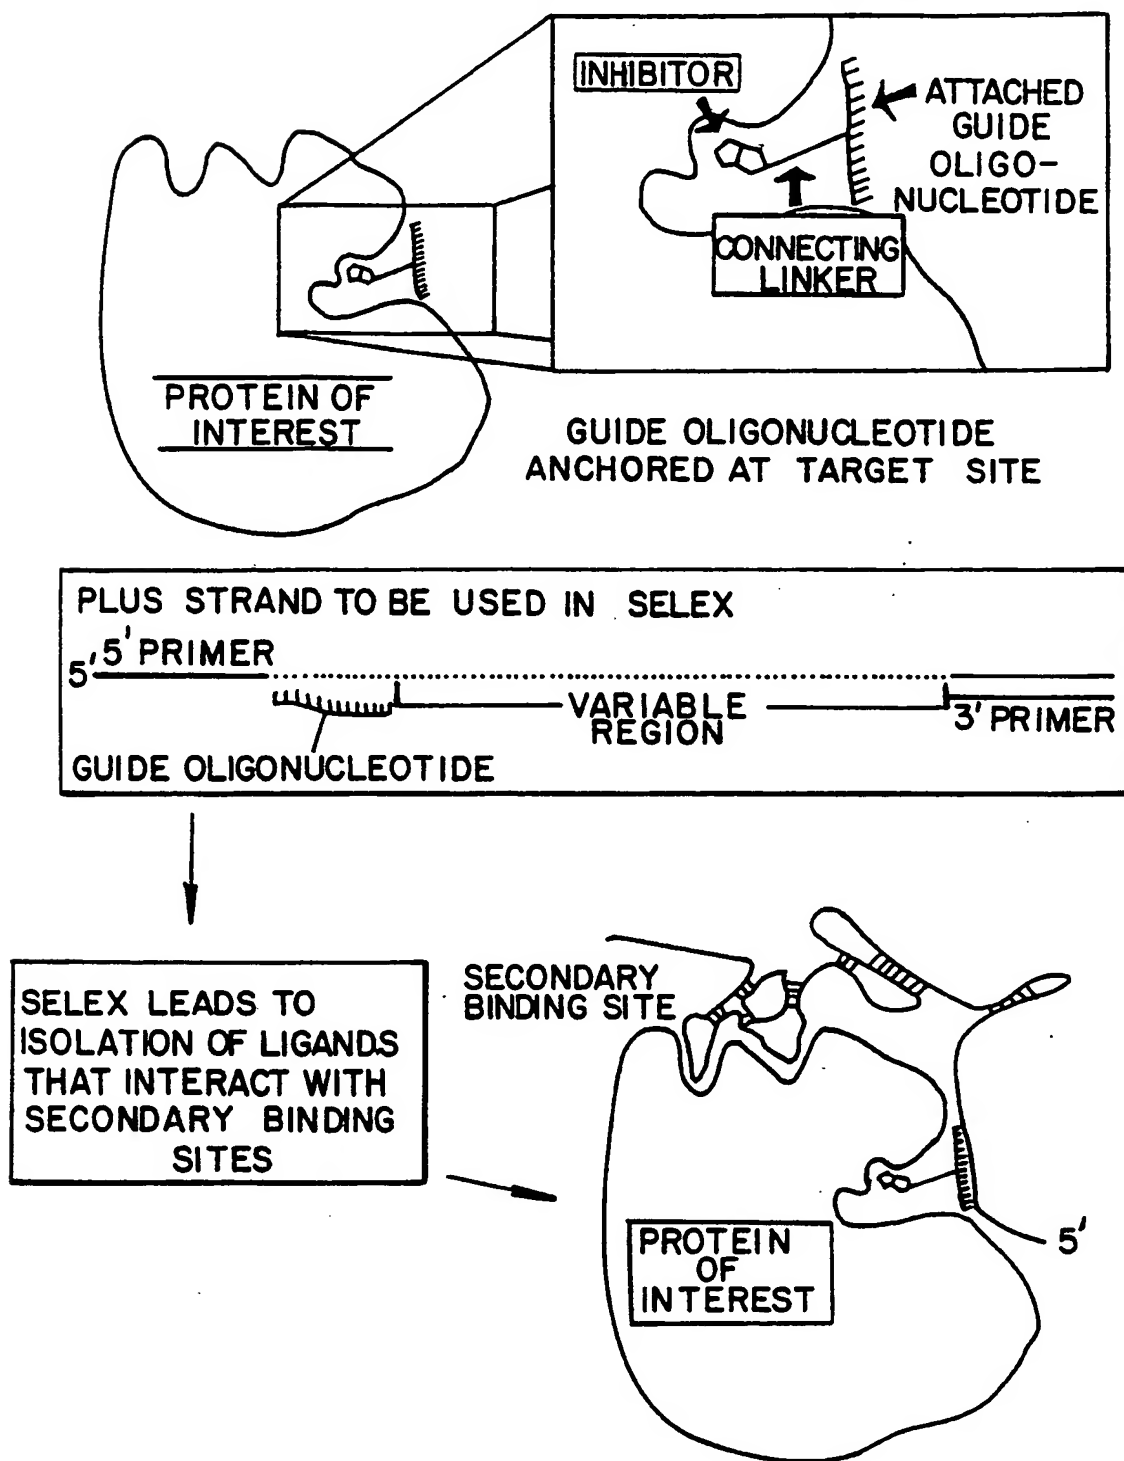 INHIBITOR
ATTACHED
GUIDE
OLIGO-
NUCLEOTIDE
CONNECTING
LINKER
PROTEIN OF
INTEREST
GUIDE OLIGONUCLEOTIDE
ANCHORED AT TARGET SITE
PLUS STRAND TO BE USED IN SELEX
5' 5' PRIMER
VARIABLE
REGION
3' PRIMER
GUIDE OLIGONUCLEOTIDE
SELEX LEADS TO
ISOLATION OF LIGANDS
THAT INTERACT WITH
SECONDARY BINDING
SITES
SECONDARY
BINDING SITE
5'
PROTEIN
OF
INTEREST